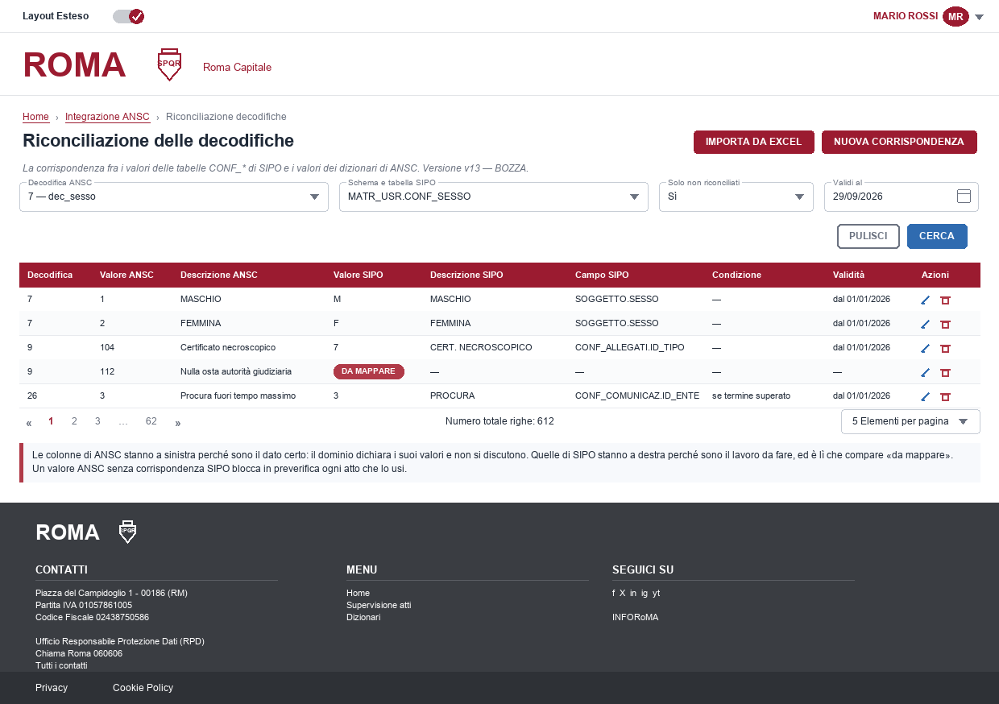 Layout Esteso
MARIO ROSSI MR
ROMA SPQR Roma Capitale
Home › Integrazione ANSC › Riconciliazione decodifiche
Riconciliazione delle decodifiche
IMPORTA DA EXCEL NUOVA CORRISPONDENZA
La corrispondenza fra i valori delle tabelle CONF_* di SIPO e i valori dei dizionari di ANSC. Versione v13 — BOZZA.
Decodifica ANSC Schema e tabella SIPO Solo non riconciliati Validi al
7 — dec_sesso MATR_USR.CONF_SESSO Sì 29/09/2026
PULISCI CERCA
Decodifica Valore ANSC Descrizione ANSC Valore SIPO Descrizione SIPO Campo SIPO Condizione Validità Azioni
7 1 MASCHIO M MASCHIO SOGGETTO.SESSO — dal 01/01/2026
7 2 FEMMINA F FEMMINA SOGGETTO.SESSO — dal 01/01/2026
9 104 Certificato necroscopico 7 CERT. NECROSCOPICO CONF_ALLEGATI.ID_TIPO — dal 01/01/2026
9 112 Nulla osta autorità giudiziaria DA MAPPARE — — — —
26 3 Procura fuori tempo massimo 3 PROCURA CONF_COMUNICAZ.ID_ENTE se termine superato dal 01/01/2026
« 1 2 3 … 62 » Numero totale righe: 612 5 Elementi per pagina
Le colonne di ANSC stanno a sinistra perché sono il dato certo: il dominio dichiara i suoi valori e non si discutono. Quelle di SIPO stanno a destra perché sono il lavoro da fare, ed è lì che compare «da mappare».
Un valore ANSC senza corrispondenza SIPO blocca in preverifica ogni atto che lo usi.
ROMA SPQR
CONTATTI
Piazza del Campidoglio 1 - 00186 (RM)
Partita IVA 01057861005
Codice Fiscale 02438750586
Ufficio Responsabile Protezione Dati (RPD)
Chiama Roma 060606
Tutti i contatti
MENU
Home
Supervisione atti
Dizionari
SEGUICI SU
f X in ig yt
INFORoMA
Privacy Cookie Policy